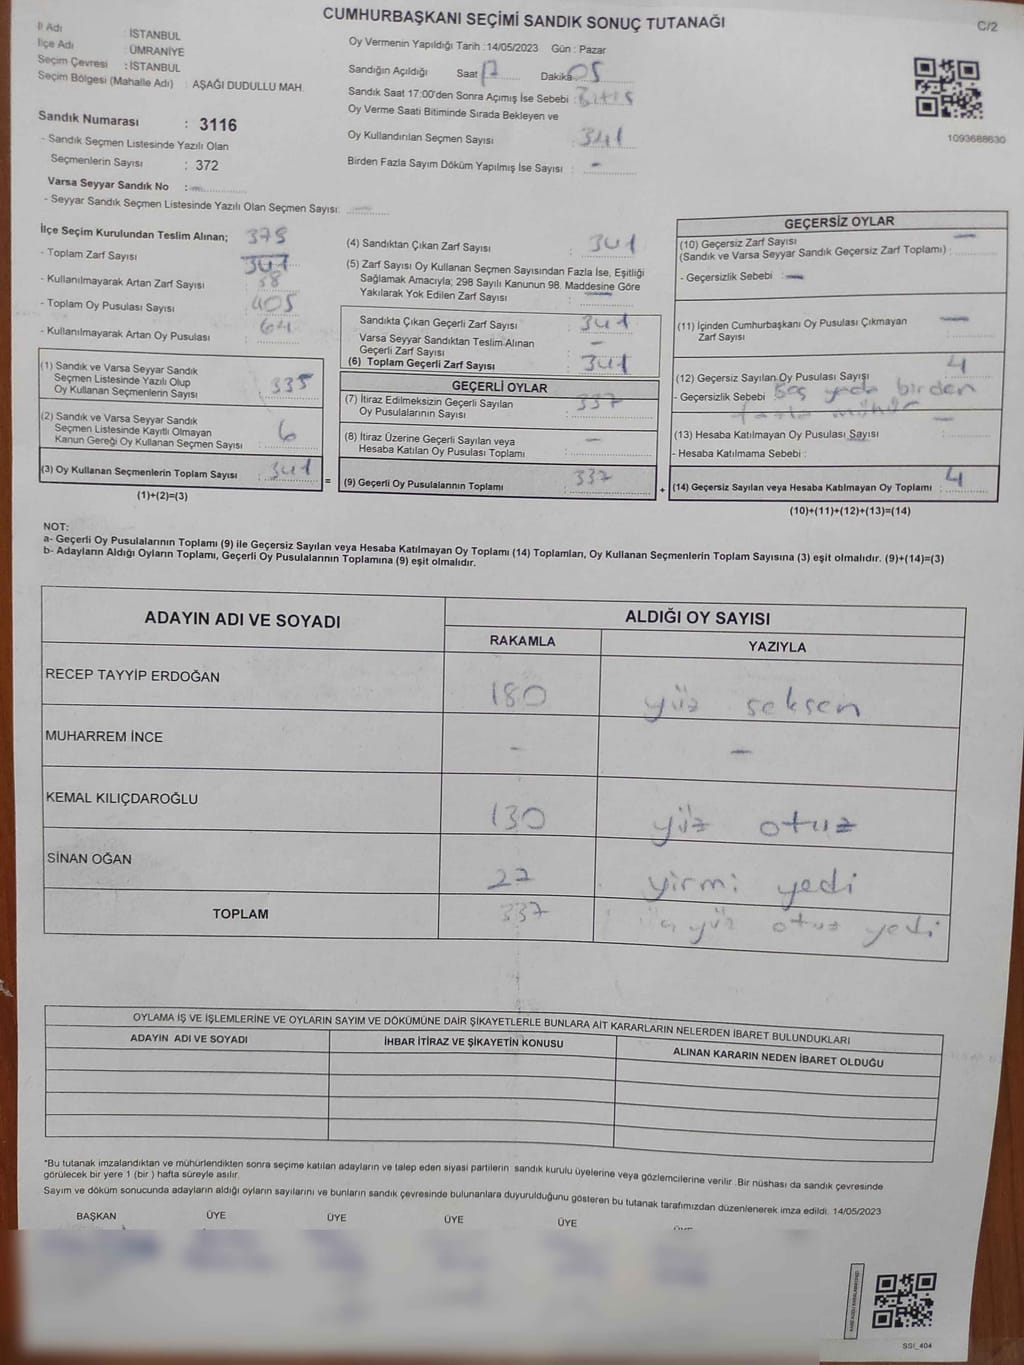 CUMHURBAŞKANI SEÇİMİ SANDIK SONUÇ TUTANAĞI
C/2
İl Adı : İSTANBUL
İlçe Adı : ÜMRANİYE
Seçim Çevresi : İSTANBUL
Seçim Bölgesi (Mahalle Adı) : AŞAĞI DUDULLU MAH.
Sandık Numarası : 3116
- Sandık Seçmen Listesinde Yazılı Olan
Seçmenlerin Sayısı : 372
Varsa Seyyar Sandık No : -
- Seyyar Sandık Seçmen Listesinde Yazılı Olan Seçmen Sayısı: -
Oy Vermenin Yapıldığı Tarih : 14/05/2023 Gün : Pazar
Sandığın Açıldığı Saat 17 Dakika 05
Sandık Saat 17:00'den Sonra Açımış İse Sebebi :
Oy Verme Saati Bitiminde Sırada Bekleyen ve
Oy Kullandırılan Seçmen Sayısı : 341
Birden Fazla Sayım Döküm Yapılmış İse Sayısı : -
1093688630
İlçe Seçim Kurulundan Teslim Alınan;
- Toplam Zarf Sayısı
- Kullanılmayarak Artan Zarf Sayısı : 38
- Toplam Oy Pusulası Sayısı : 405
- Kullanılmayarak Artan Oy Pusulası : 64
(1) Sandık ve Varsa Seyyar Sandık
Seçmen Listesinde Yazılı Olup
Oy Kullanan Seçmenlerin Sayısı : 335
(2) Sandık ve Varsa Seyyar Sandık
Seçmen Listesinde Kayıtlı Olmayan
Kanun Gereği Oy Kullanan Seçmen Sayısı : 6
(3) Oy Kullanan Seçmenlerin Toplam Sayısı : 341
(1)+(2)=(3)
=
(4) Sandıktan Çıkan Zarf Sayısı : 341
(5) Zarf Sayısı Oy Kullanan Seçmen Sayısından Fazla İse, Eşitliği
Sağlamak Amacıyla; 298 Sayılı Kanunun 98. Maddesine Göre
Yakılarak Yok Edilen Zarf Sayısı : -
Sandıkta Çıkan Geçerli Zarf Sayısı : 341
Varsa Seyyar Sandıktan Teslim Alınan
Geçerli Zarf Sayısı : -
(6) Toplam Geçerli Zarf Sayısı : 341
GEÇERLİ OYLAR
(7) İtiraz Edilmeksizin Geçerli Sayılan
Oy Pusulalarının Sayısı : 337
(8) İtiraz Üzerine Geçerli Sayılan veya
Hesaba Katılan Oy Pusulası Toplamı : -
(9) Geçerli Oy Pusulalarının Toplamı : 337
+
GEÇERSİZ OYLAR
(10) Geçersiz Zarf Sayısı
(Sandık ve Varsa Seyyar Sandık Geçersiz Zarf Toplamı) : -
- Geçersizlik Sebebi : -
(11) İçinden Cumhurbaşkanı Oy Pusulası Çıkmayan
Zarf Sayısı : -
(12) Geçersiz Sayılan Oy Pusulası Sayısı : 4
- Geçersizlik Sebebi : Boş yada birden
fazla mühür
(13) Hesaba Katılmayan Oy Pusulası Sayısı : -
- Hesaba Katılmama Sebebi :
(14) Geçersiz Sayılan veya Hesaba Katılmayan Oy Toplamı : 4
(10)+(11)+(12)+(13)=(14)
NOT:
a- Geçerli Oy Pusulalarının Toplamı (9) ile Geçersiz Sayılan veya Hesaba Katılmayan Oy Toplamı (14) Toplamları, Oy Kullanan Seçmenlerin Toplam Sayısına (3) eşit olmalıdır. (9)+(14)=(3)
b- Adayların Aldığı Oyların Toplamı, Geçerli Oy Pusulalarının Toplamına (9) eşit olmalıdır.
ADAYIN ADI VE SOYADI
ALDIĞI OY SAYISI
RAKAMLA YAZIYLA
RECEP TAYYİP ERDOĞAN 180 yüz seksen
MUHARREM İNCE - -
KEMAL KILIÇDAROĞLU 130 yüz otuz
SİNAN OĞAN 27 yirmi yedi
TOPLAM 337 üç yüz otuz yedi
OYLAMA İŞ VE İŞLEMLERİNE VE OYLARIN SAYIM VE DÖKÜMÜNE DAİR ŞİKAYETLERLE BUNLARA AİT KARARLARIN NELERDEN İBARET BULUNDUKLARI
ADAYIN ADI VE SOYADI
İHBAR İTİRAZ VE ŞİKAYETİN KONUSU
ALINAN KARARIN NEDEN İBARET OLDUĞU
*Bu tutanak imzalandıktan ve mühürlendikten sonra seçime katılan adayların ve talep eden siyasi partilerin sandık kurulu üyelerine veya gözlemcilerine verilir. Bir nüshası da sandık çevresinde
görülecek bir yere 1 (bir ) hafta süreyle asılır.
Sayım ve döküm sonucunda adayların aldığı oyların sayılarını ve bunların sandık çevresinde bulunanlara duyurulduğunu gösteren bu tutanak tarafımızdan düzenlenerek imza edildi. 14/05/2023
BAŞKAN ÜYE ÜYE ÜYE ÜYE
SSI_404